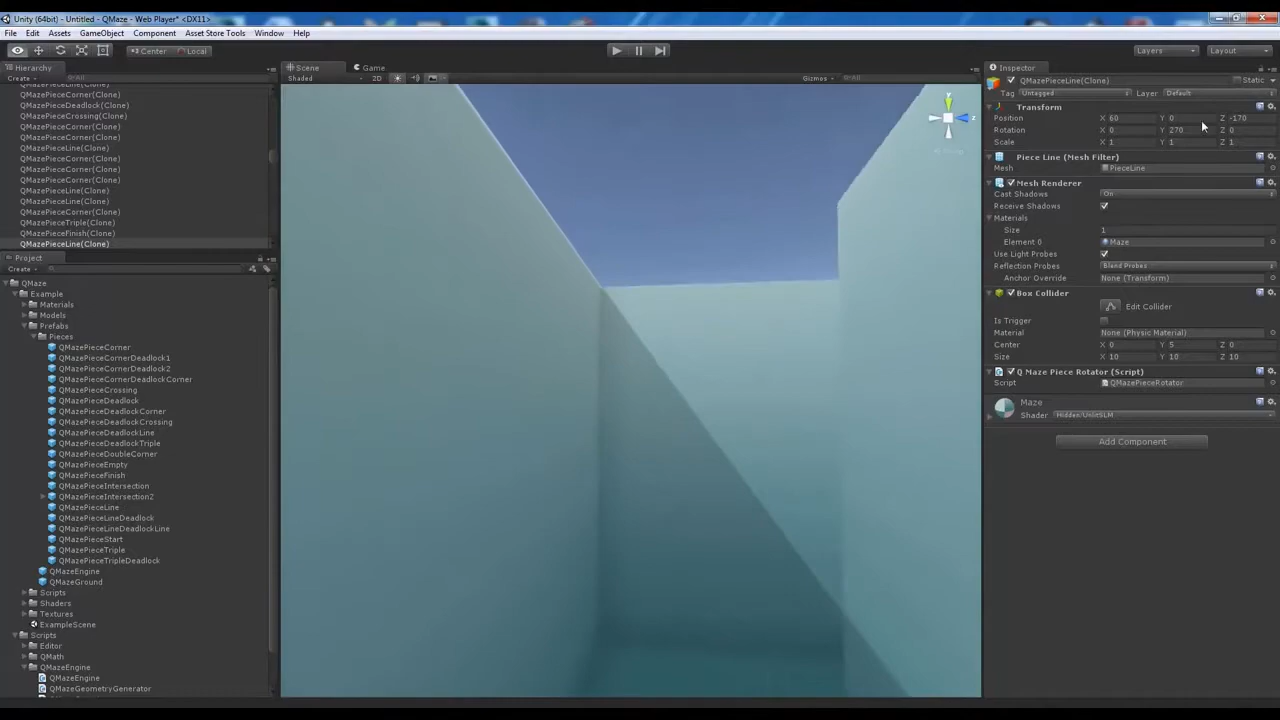 Unity (64bit) - Untitled - QMaze - Web Player* <DX11>
File Edit Assets GameObject Component Asset Store Tools Window Help
Center Local Layers Layout
Hierarchy
Create All
QMazePieceLine(Clone)
QMazePieceCorner(Clone)
QMazePieceDeadlock(Clone)
QMazePieceCrossing(Clone)
QMazePieceCorner(Clone)
QMazePieceCorner(Clone)
QMazePieceLine(Clone)
QMazePieceCorner(Clone)
QMazePieceCorner(Clone)
QMazePieceCorner(Clone)
QMazePieceLine(Clone)
QMazePieceLine(Clone)
QMazePieceCorner(Clone)
QMazePieceTriple(Clone)
QMazePieceFinish(Clone)
QMazePieceLine(Clone)
Project
Create
QMaze
Example
Materials
Models
Prefabs
Pieces
QMazePieceCorner
QMazePieceCornerDeadlock1
QMazePieceCornerDeadlock2
QMazePieceCornerDeadlockCorner
QMazePieceCrossing
QMazePieceDeadlock
QMazePieceDeadlockCorner
QMazePieceDeadlockCrossing
QMazePieceDeadlockLine
QMazePieceDeadlockTriple
QMazePieceDoubleCorner
QMazePieceEmpty
QMazePieceFinish
QMazePieceIntersection
QMazePieceIntersection2
QMazePieceLine
QMazePieceLineDeadlock
QMazePieceLineDeadlockLine
QMazePieceStart
QMazePieceTriple
QMazePieceTripleDeadlock
QMazeEngine
QMazeGround
Scripts
Shaders
Textures
ExampleScene
Scripts
Editor
QMath
QMazeEngine
QMazeEngine
QMazeGeometryGenerator
Scene Game
Shaded 2D Gizmos All
y
z
Inspector
QMazePieceLine(Clone) Static
Tag Untagged Layer Default
Transform
Position X 60 Y 0 Z -170
Rotation X 0 Y 270 Z 0
Scale X 1 Y 1 Z 1
Piece Line (Mesh Filter)
Mesh PieceLine
Mesh Renderer
Cast Shadows On
Receive Shadows
Materials
Size 1
Element 0 Maze
Use Light Probes
Reflection Probes Blend Probes
Anchor Override None (Transform)
Box Collider
Edit Collider
Is Trigger
Material None (Physic Material)
Center X 0 Y 5 Z 0
Size X 10 Y 10 Z 10
Q Maze Piece Rotator (Script)
Script QMazePieceRotator
Maze
Shader Hidden/UnlitSLM
Add Component